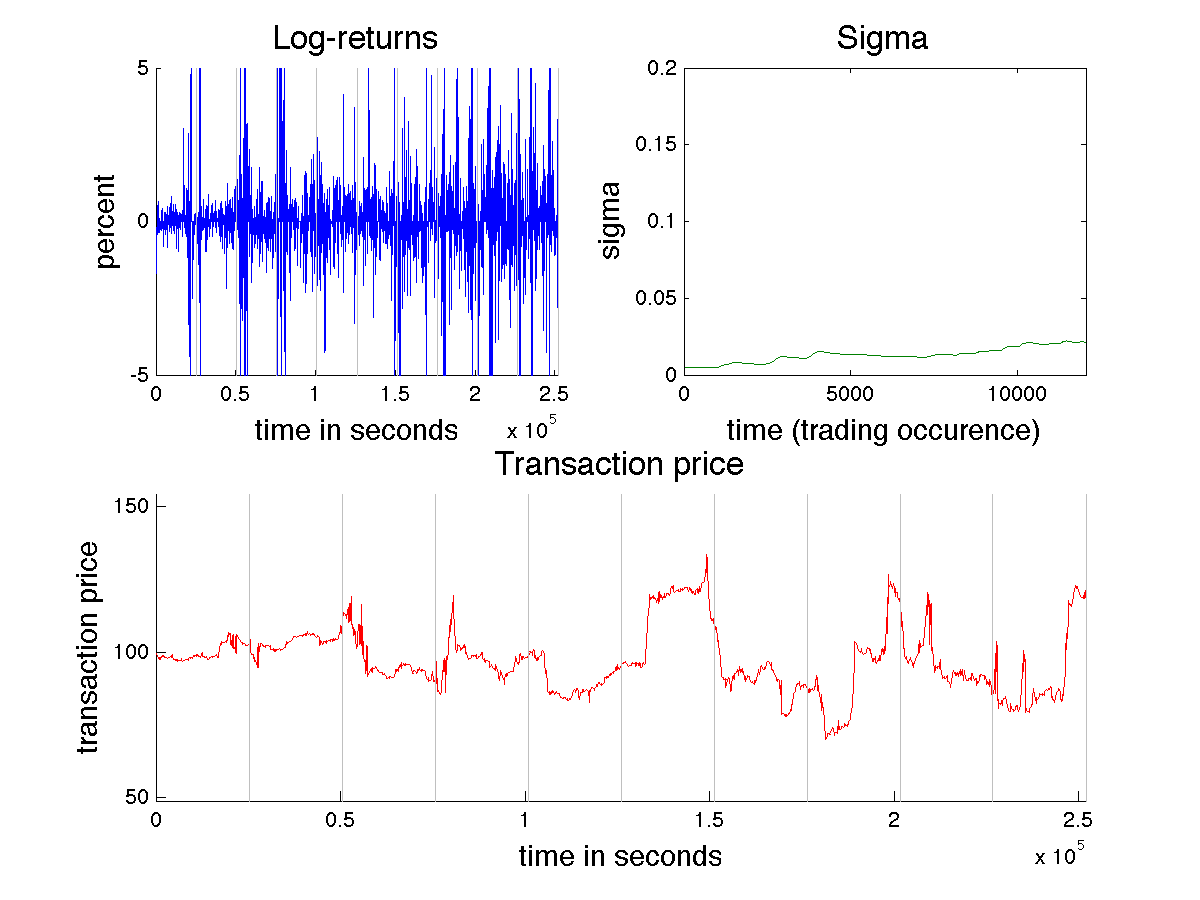 Log-returns
5
0
-5
percent
0 0.5 1 1.5 2 2.5
x 10^5
time in seconds
Sigma
0.2
0.15
0.1
0.05
0
sigma
0 5000 10000
time (trading occurence)
Transaction price
150
100
50
transaction price
0 0.5 1 1.5 2 2.5
x 10^5
time in seconds